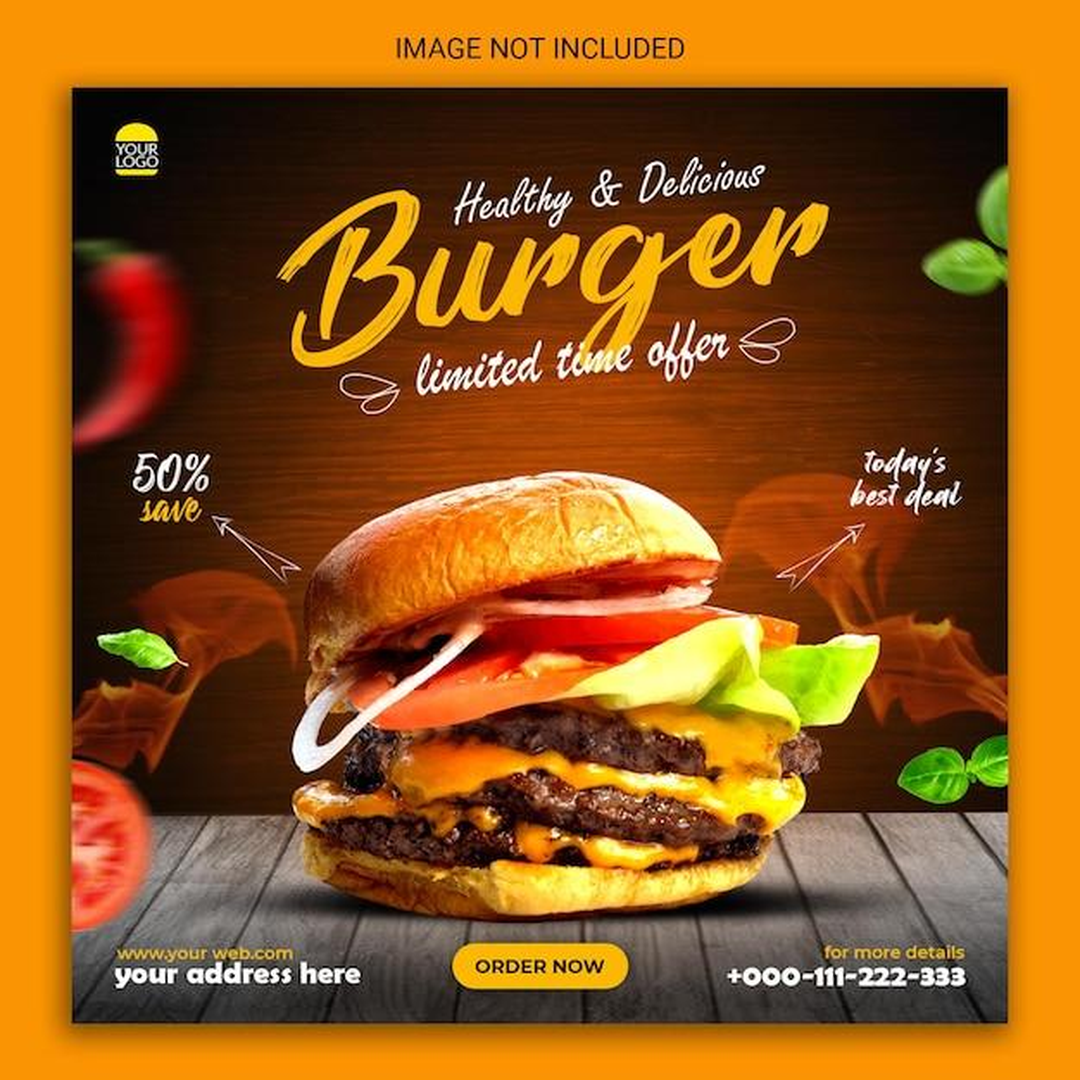 IMAGE NOT INCLUDED
YOUR
LOGO
Healthy & Delicious
Burger
limited time offer
50%
save
today's
best deal
www.your web.com
your address here
ORDER NOW
for more details
+000-111-222-333